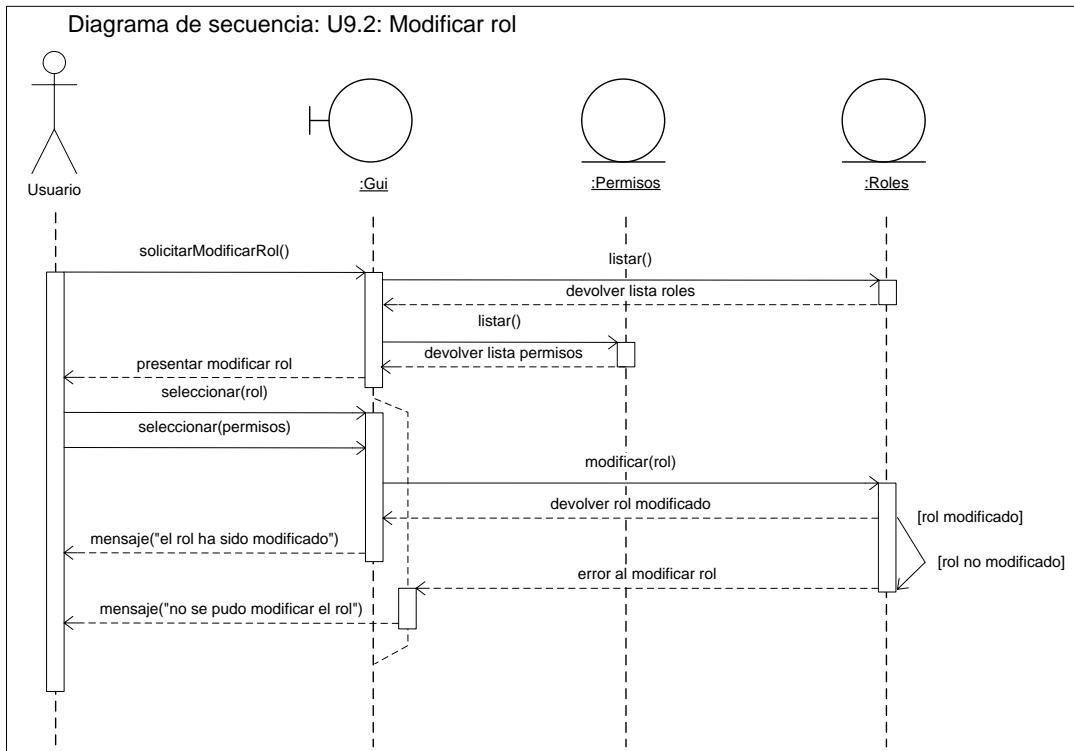 Diagrama de secuencia: U9.2: Modificar rol
Usuario
:Gui
:Permisos
:Roles
solicitarModificarRol()
listar()
devolver lista roles
listar()
devolver lista permisos
presentar modificar rol
seleccionar(rol)
seleccionar(permisos)
modificar(rol)
devolver rol modificado
[rol modificado]
mensaje("el rol ha sido modificado")
[rol no modificado]
error al modificar rol
mensaje("no se pudo modificar el rol")